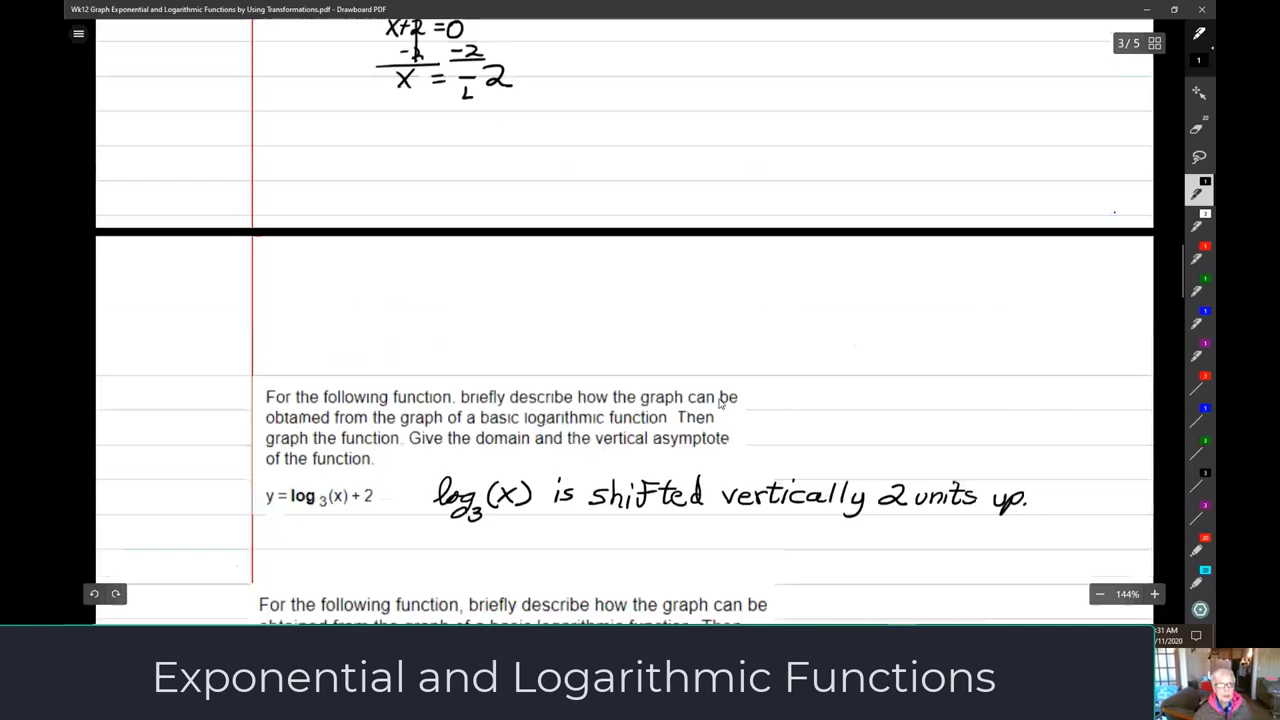 Wk12 Graph Exponential and Logarithmic Functions by Using Transformations.pdf - Drawboard PDF
x+2 = 0
-2 -2
x = -2
3 / 5
For the following function, briefly describe how the graph can be
obtained from the graph of a basic logarithmic function Then
graph the function. Give the domain and the vertical asymptote
of the function.
y = log 3(x) + 2
log3(x) is shifted vertically 2 units up.
144%
For the following function, briefly describe how the graph can be
Exponential and Logarithmic Functions